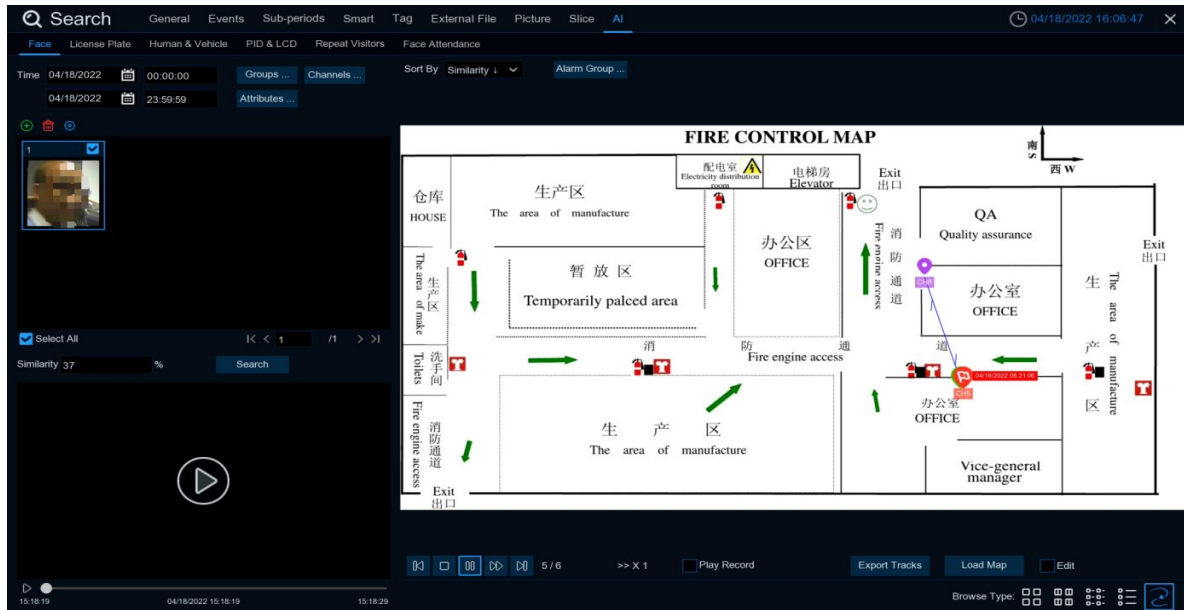 Search General Events Sub-periods Smart Tag External File Picture Slice AI 04/18/2022 16:06:47
Face License Plate Human & Vehicle PID & LCD Repeat Visitors Face Attendance
Time 04/18/2022 00:00:00 Groups ... Channels ...
04/18/2022 23:59:59 Attributes ...
Sort By Similarity ↓ Alarm Group ...
1
Select All 1 /1
Similarity 37 % Search
15:18:19 04/18/2022 15:18:19 15:18:29
FIRE CONTROL MAP
南
S
西 W
仓库
HOUSE
生产区
The area of manufacture
配电室
Electricity distribution
room
电梯房
Elevator
Exit
出口
QA
Quality assurance
Exit
出口
The area of make
生产区
暂放区
Temporarily palced area
办公区
OFFICE
Fire engine access
消防通道
CH8
办公室
OFFICE
生产区
The area of manufacture
消防通道
Fire engine access
Toilets
洗手间
04/18/2022 08:21:06
CH5
办公室
OFFICE
Fire engine access
消防通道
生产区
The area of manufacture
Vice-general
manager
Exit
出口
5 / 6 >> X 1 Play Record Export Tracks Load Map Edit
Browse Type: